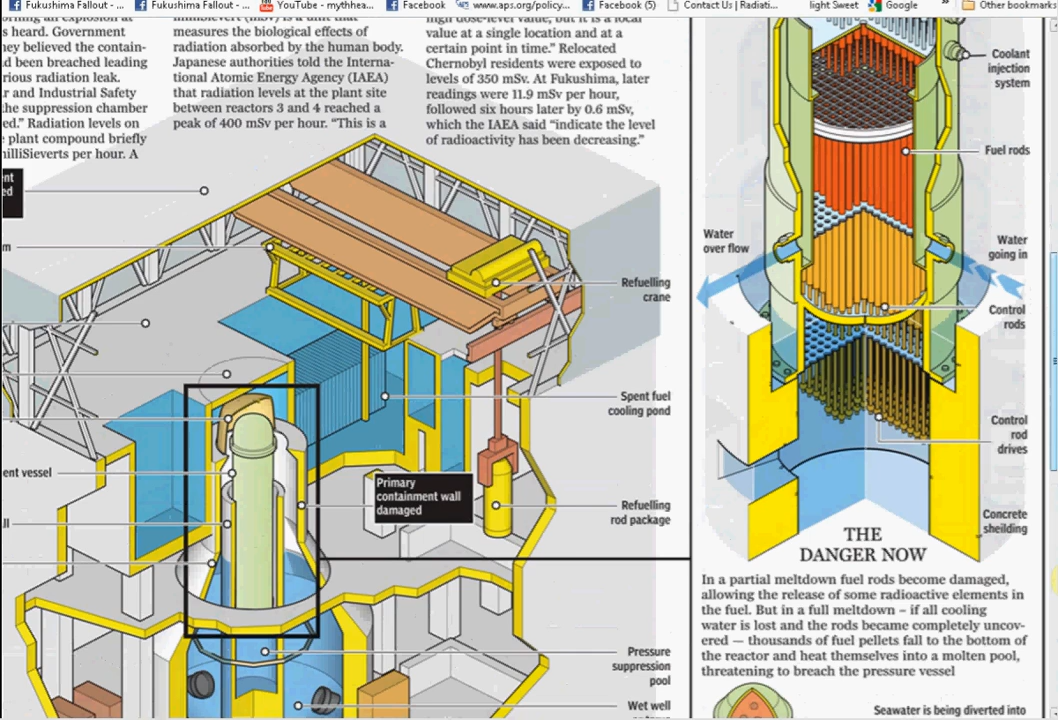 Fukushima Fallout - ...
Fukushima Fallout - ...
YouTube - mythhea...
Facebook
www.aps.org/policy...
Facebook (5)
Contact Us | Radiati...
light Sweet
Google
»
Other bookmarks
s heard. Government
ney believed the contain-
d been breached leading
rious radiation leak.
r and Industrial Safety
the suppression chamber
ed." Radiation levels on
e plant compound briefly
illiSieverts per hour. A
measures the biological effects of
radiation absorbed by the human body.
Japanese authorities told the Interna-
tional Atomic Energy Agency (IAEA)
that radiation levels at the plant site
between reactors 3 and 4 reached a
peak of 400 mSv per hour. "This is a
high dose-level value, but it is a local
value at a single location and at a
certain point in time." Relocated
Chernobyl residents were exposed to
levels of 350 mSv. At Fukushima, later
readings were 11.9 mSv per hour,
followed six hours later by 0.6 mSv,
which the IAEA said "indicate the level
of radioactivity has been decreasing."
ent vessel
Refuelling
crane
Spent fuel
cooling pond
Primary
containment wall
damaged
Refuelling
rod package
Pressure
suppression
pool
Wet well
Coolant
injection
system
Fuel rods
Water
over flow
Water
going in
Control
rods
Control
rod
drives
Concrete
sheilding
THE
DANGER NOW
In a partial meltdown fuel rods become damaged,
allowing the release of some radioactive elements in
the fuel. But in a full meltdown – if all cooling
water is lost and the rods became completely uncov-
ered — thousands of fuel pellets fall to the bottom of
the reactor and heat themselves into a molten pool,
threatening to breach the pressure vessel
Seawater is being diverted into